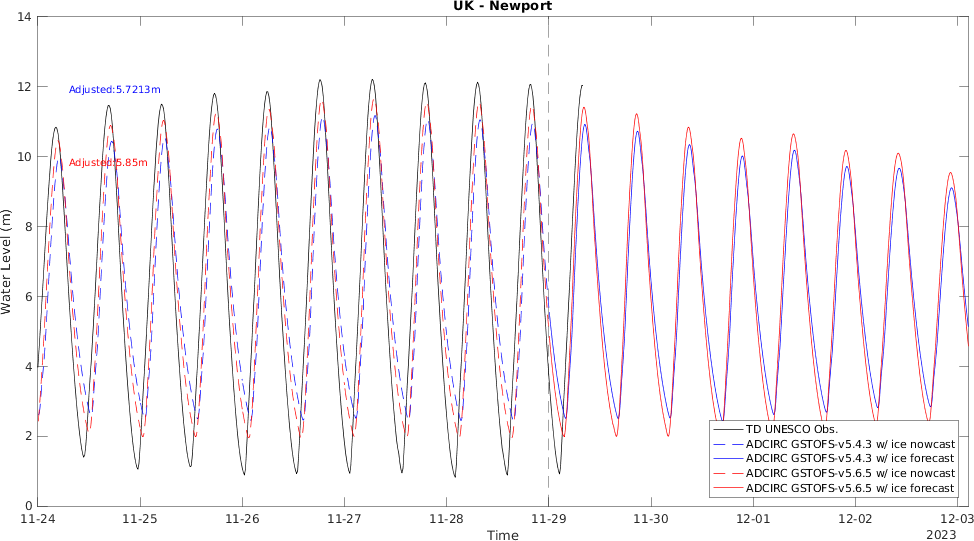 UK - Newport
14
12
10
8
6
4
2
0
Water Level (m)
Adjusted:5.7213m
Adjusted:5.85m
TD UNESCO Obs.
ADCIRC GSTOFS-v5.4.3 w/ ice nowcast
ADCIRC GSTOFS-v5.4.3 w/ ice forecast
ADCIRC GSTOFS-v5.6.5 w/ ice nowcast
ADCIRC GSTOFS-v5.6.5 w/ ice forecast
11-24 11-25 11-26 11-27 11-28 11-29 11-30 12-01 12-02 12-03
Time
2023